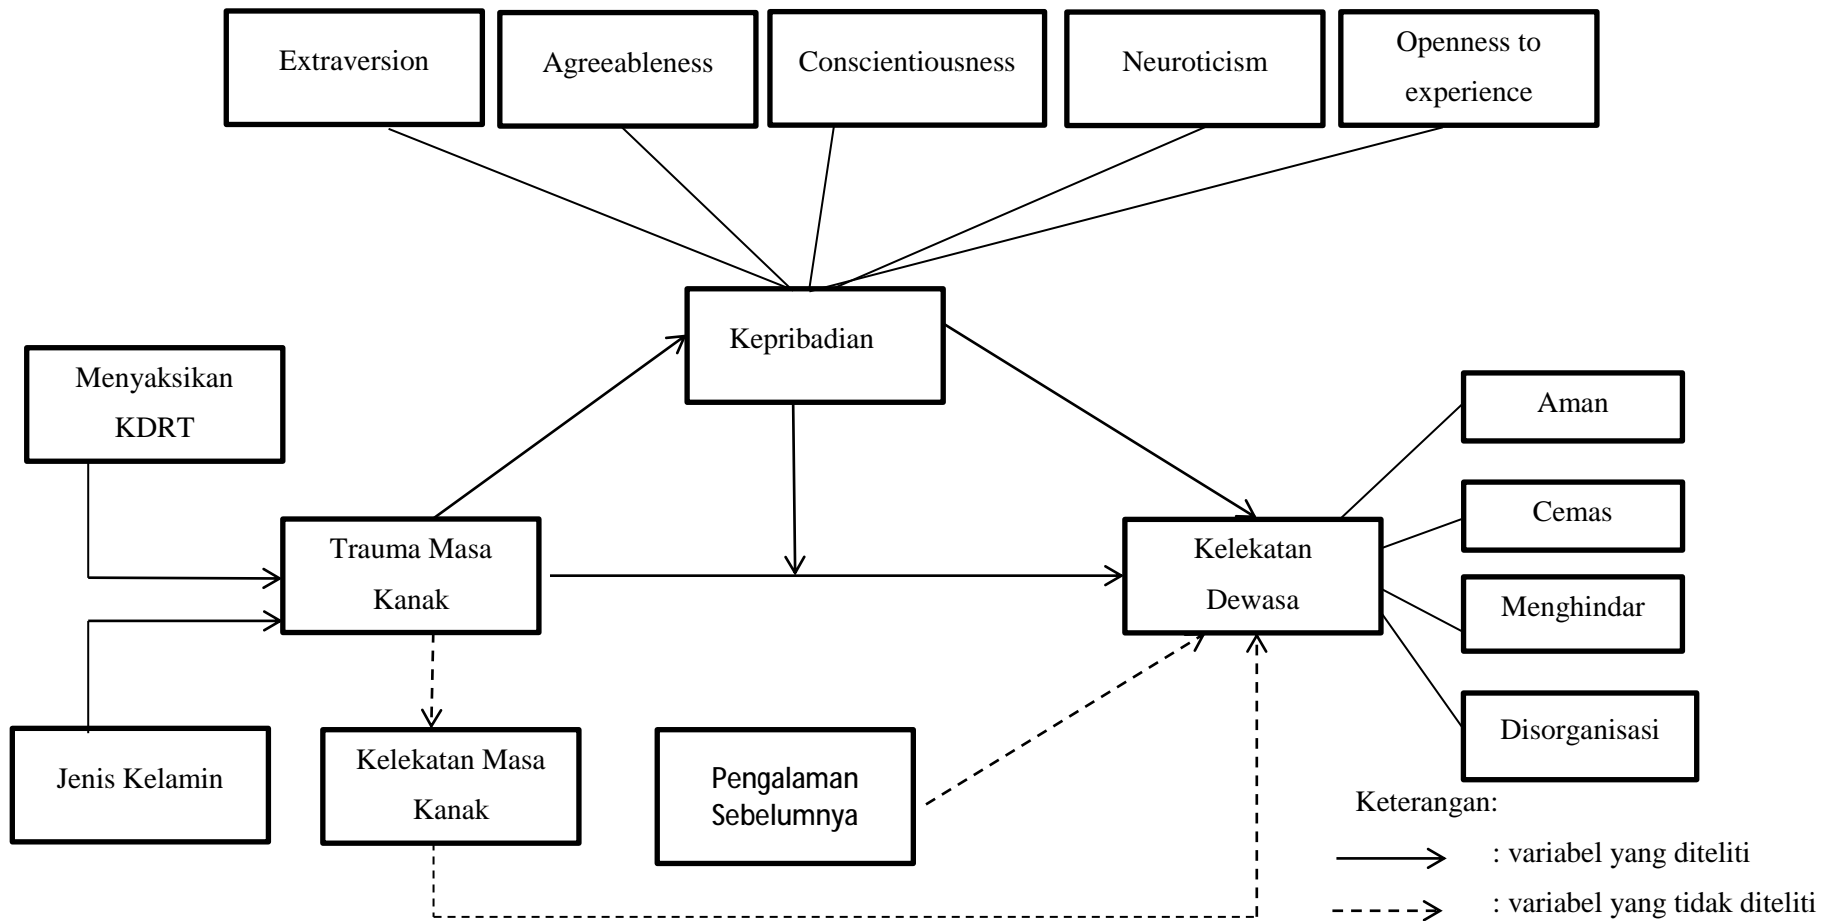 Extraversion
Agreeableness
Conscientiousness
Neuroticism
Openness to
experience
Kepribadian
Menyaksikan
KDRT
Aman
Cemas
Trauma Masa
Kanak
Kelekatan
Dewasa
Menghindar
Disorganisasi
Jenis Kelamin
Kelekatan Masa
Kanak
Pengalaman
Sebelumnya
Keterangan:
: variabel yang diteliti
: variabel yang tidak diteliti